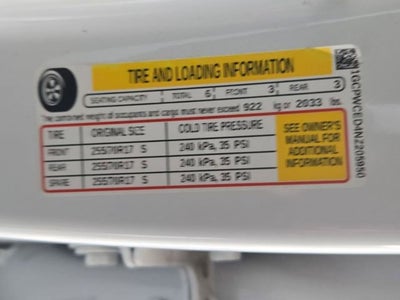 TIRE AND LOADING INFORMATION
SEATING CAPACITY TOTAL 6 FRONT 3 REAR 3
The combined weight of occupants and cargo must never exceed 922 kg or 2033 lbs.
TIRE ORIGINAL SIZE COLD TIRE PRESSURE
FRONT 255/70R17 S 240 kPa, 35 PSI
REAR 255/70R17 S 240 kPa, 35 PSI
SPARE 255/70R17 S 240 kPa, 35 PSI
SEE OWNER'S
MANUAL FOR
ADDITIONAL
INFORMATION
1GCPWCED4NZ205950